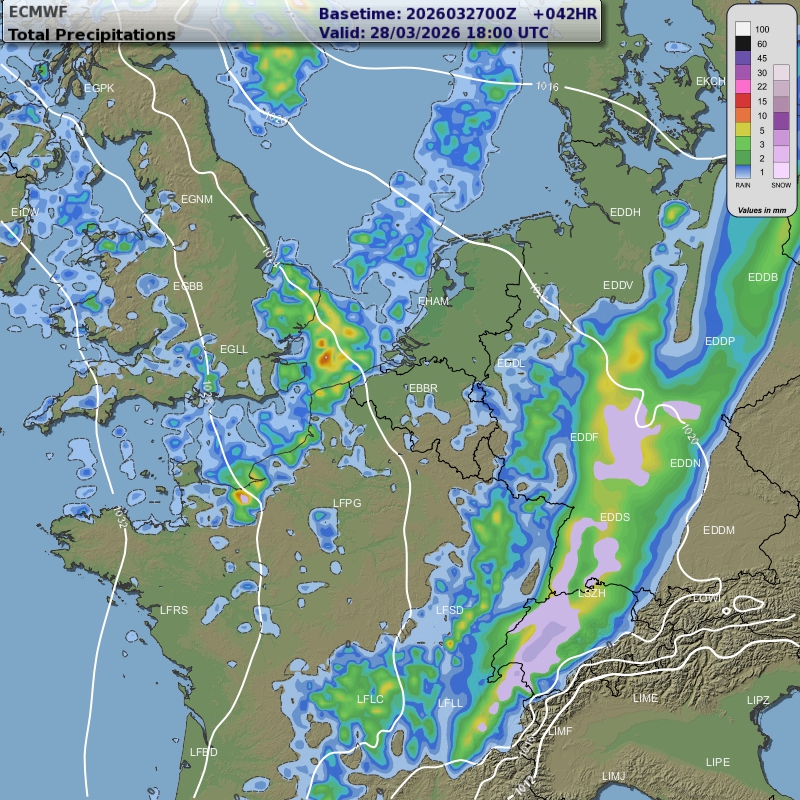 ECMWF
Basetime: 2026032700Z +042HR
Total Precipitations
Valid: 28/03/2026 18:00 UTC
100
60
45
30
22
15
10
5
3
2
1
RAIN SNOW
Values in mm
EGPK
1016
EKCH
EGNM
EIDW
EDDH
EGBB
EDDV
EDDB
EHAM
EGLL
EDDP
EDDL
EBBR
EDDF
1020
EDDN
LFPG
EDDS
1032
EDDM
LSZH
LOWI
LFRS
LFSD
LFLC
LFLL
LIME
LIPZ
LIMF
LFBD
LIPE
LIMJ
1012